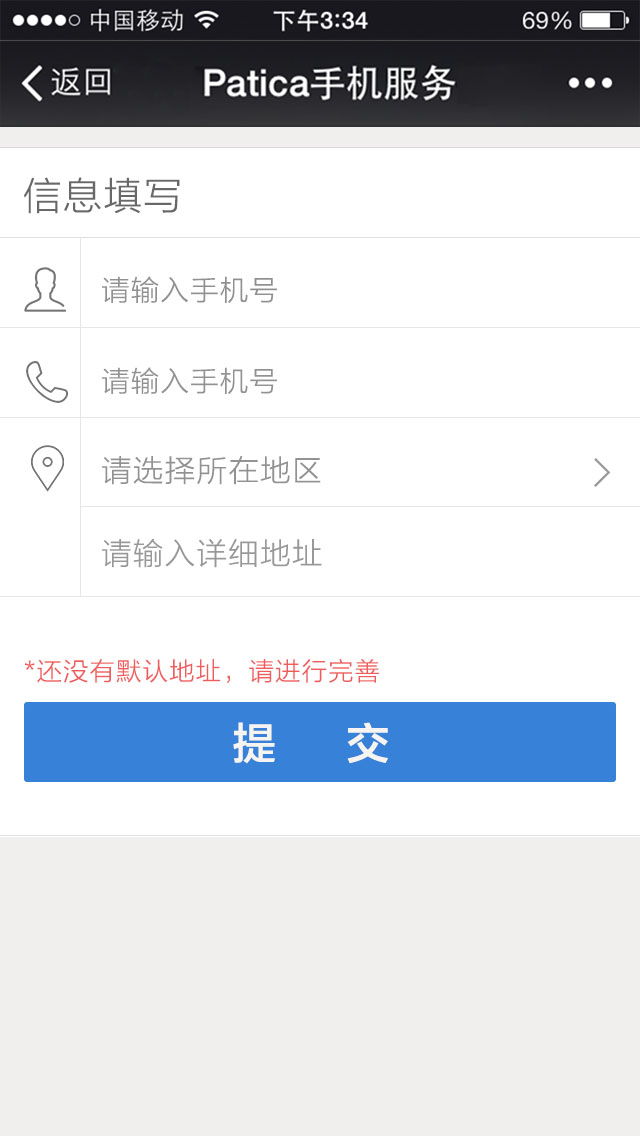 中国移动 下午3:34 69%
返回 Patica手机服务
信息填写
请输入手机号
请输入手机号
请选择所在地区
请输入详细地址
*还没有默认地址，请进行完善
提 交